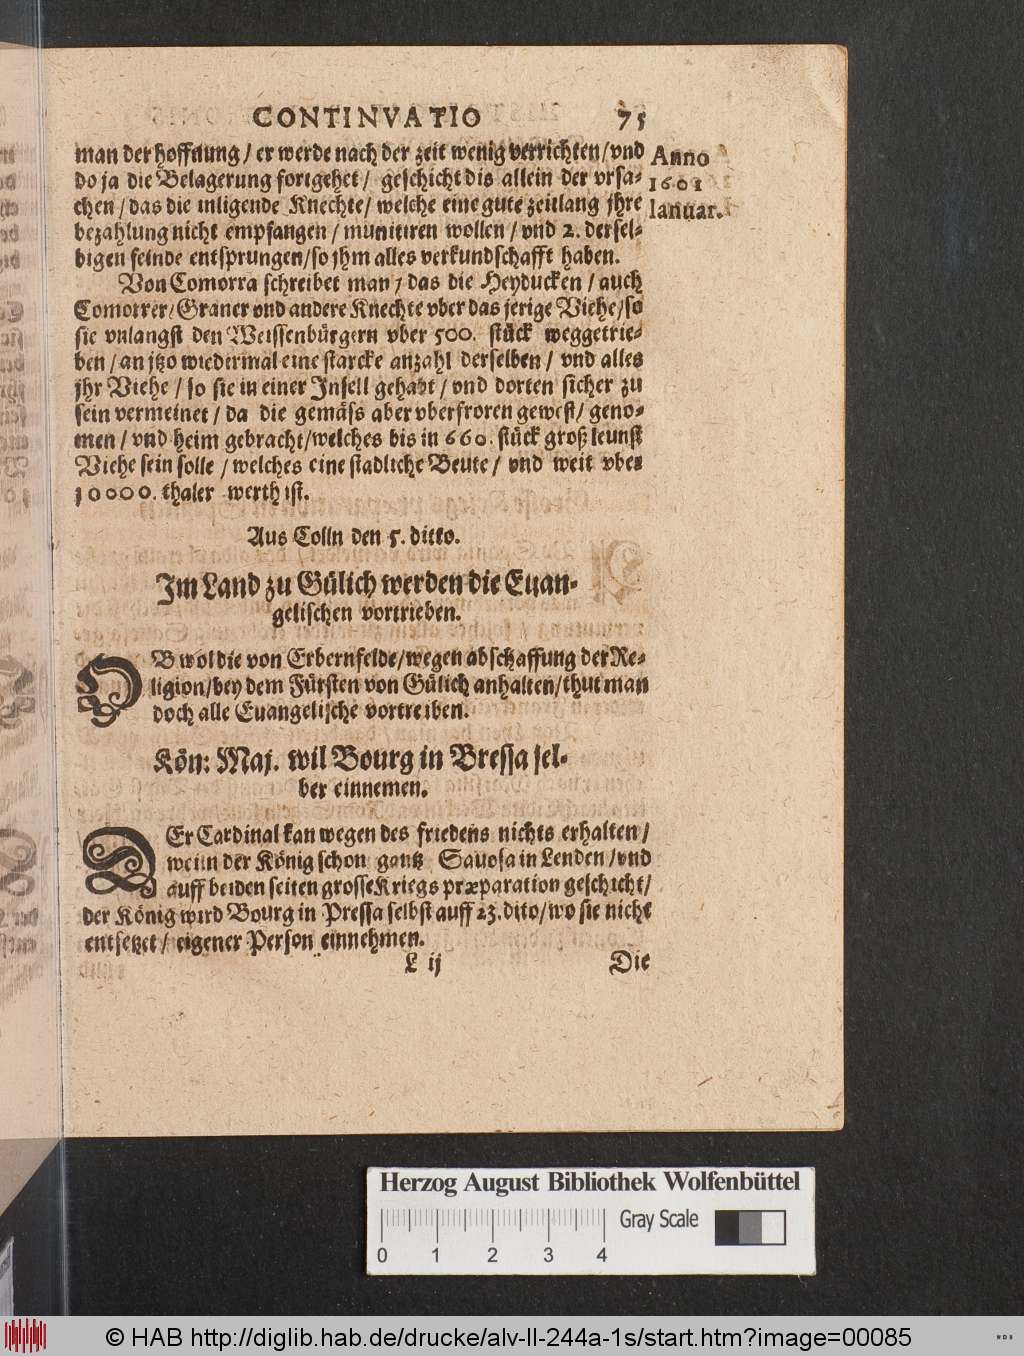 CONTINVATIO 75
man der hoffnung / er werde nach der zeit wenig verrichten / vnd
Anno
do ja die Belagerung fortgehet / geschicht dis allein der vrsa-
1601
chen / das die inligende Knechte / welche eine gute zeitlang jhre
Ianuar.
bezahlung nicht empfangen / munitiren wollen / vnd 2. dersel-
bigen feinde entsprungen / so jhm alles verkundschafft haben.
Von Comorra schreibet man / das die Heyducken / auch
Comorrer / Graner vnd andere Knechte vber das jerige Viehe / so
sie vnlangst den Weissenbürgern vber 500. stück weggetrie-
ben / an jtzo wiedermal eine starcke anzahl derselben / vnd alles
jhr Viehe / so sie in einer Insell gehabt / vnd dorten sicher zu
sein vermeinet / da die gemäss aber vberfroren gewest / geno-
men / vnd heim gebracht / welches bis in 660. stück groß
Viehe sein solle / welches eine stadliche Beute / vnd weit vber
10000. thaler werth ist.
Aus Colln den 5. ditto.
Im Land zu Gülich werden die Euan-
gelischen vortrieben.
OB wol die von Erbernfelde / wegen abschaffung der Re-
ligion / bey dem Fürsten von Gülich anhalten / thut man
doch alle Euangelische vortreiben.
Kön: Maj. wil Bourg in Bressa sel-
ber einnemen.
DEr Cardinal kan wegen des friedens nichts erhalten /
weiln der König schon gantz Savoja in Lenden / vnd
auff beiden seiten grosse Kriegs præparation geschicht /
der König wird Bourg in Pressa selbst auff 23. dito / wo sie nicht
entsetzet / eigener Person einnehmen.
L ij Die
Herzog August Bibliothek Wolfenbüttel
Gray Scale
0 1 2 3 4
© HAB http://diglib.hab.de/drucke/alv-ll-244a-1s/start.htm?image=00085